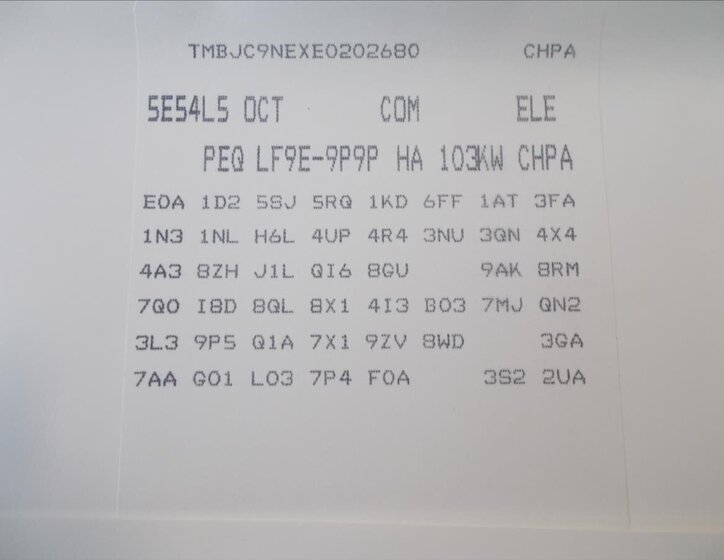 TMBJC9NEXE0202680 CHPA
5E54L5 OCT COM ELE
PEQ LF9E-9P9P HA 103KW CHPA
E0A 1D2 5SJ 5RQ 1KD 6FF 1AT 3FA
1N3 1NL H6L 4UP 4R4 3NU 3QN 4X4
4A3 8ZH J1L QI6 8GU 9AK 8RM
7Q0 I8D 8QL 8X1 4I3 B03 7MJ QN2
3L3 9P5 Q1A 7X1 9ZV 8WD 3GA
7AA G01 L03 7P4 F0A 3S2 2UA